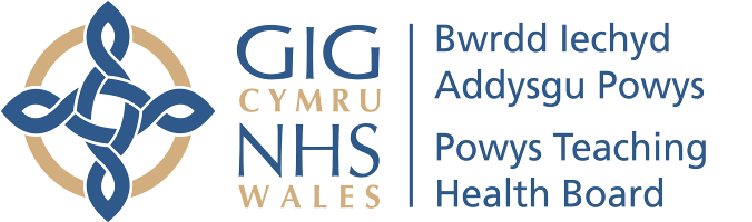 GIG
CYMRU
NHS
WALES
Bwrdd Iechyd
Addysgu Powys
Powys Teaching
Health Board